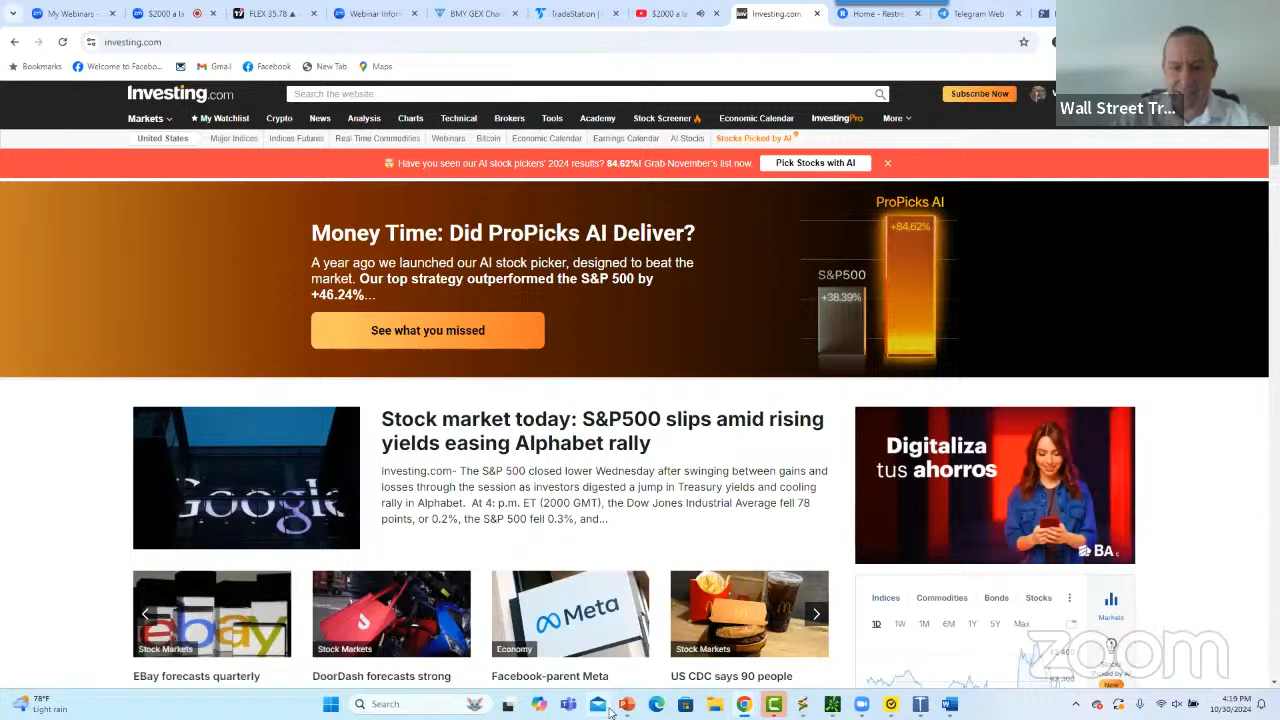 My Webinars -
Zoom
FLEX 35.78
Webinar Infor
BIG IDEX Cha
TradeStation
$2000 a
Investing.com
Home - Restr
Telegram Web
investing.com
Bookmarks
Welcome to Facebo...
Gmail
Facebook
New Tab
Maps
Wall Street Tr...
Investing.com
Search the website
Subscribe Now
Markets
My Watchlist
Crypto
News
Analysis
Charts
Technical
Brokers
Tools
Academy
Stock Screener
Economic Calendar
InvestingPro
More
United States
Major Indices
Indices Futures
Real Time Commodities
Webinars
Bitcoin
Economic Calendar
Earnings Calendar
AI Stocks
Stocks Picked by AI
Have you seen our AI stock pickers' 2024 results? 84.62%! Grab November's list now.
Pick Stocks with AI
Money Time: Did ProPicks AI Deliver?
A year ago we launched our AI stock picker, designed to beat the
market. Our top strategy outperformed the S&P 500 by
+46.24%...
See what you missed
ProPicks AI
+84.62%
S&P500
+38.39%
Google
Stock market today: S&P500 slips amid rising
yields easing Alphabet rally
Investing.com- The S&P 500 closed lower Wednesday after swinging between gains and
losses through the session as investors digested a jump in Treasury yields and cooling
rally in Alphabet. At 4: p.m. ET (2000 GMT), the Dow Jones Industrial Average fell 78
points, or 0.2%, the S&P 500 fell 0.3%, and...
Digitaliza
tus ahorros
BA
ebay
Stock Markets
EBay forecasts quarterly
Stock Markets
DoorDash forecasts strong
Meta
Economy
Facebook-parent Meta
Stock Markets
US CDC says 90 people
Indices
Commodities
Bonds
Stocks
1D
1W
1M
6M
1Y
5Y
Max
Markets
Stocks
New
zoom
78°F
Light rain
Search
4:19 PM
10/30/2024